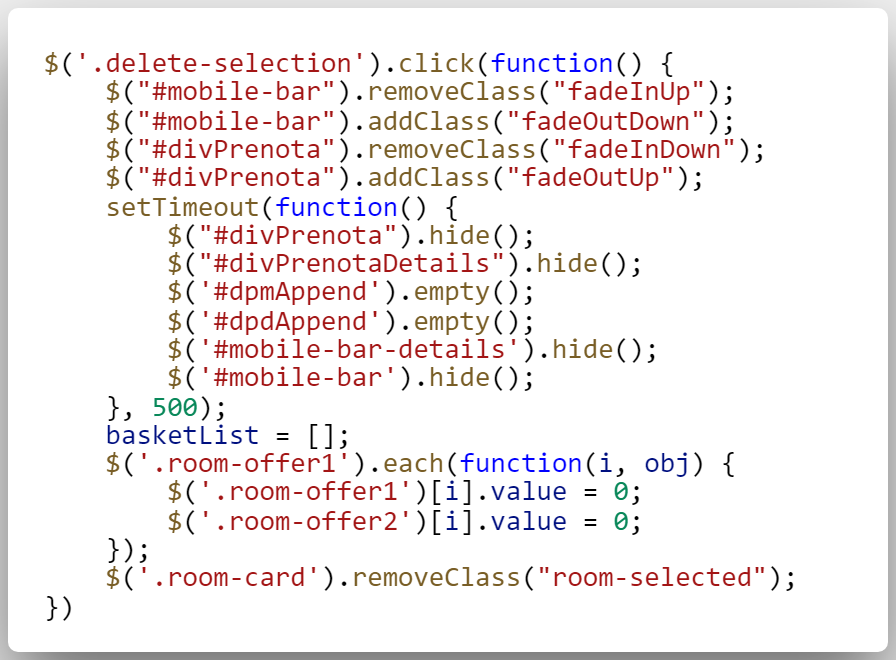 $('.delete-selection').click(function() {
    $("#mobile-bar").removeClass("fadeInUp");
    $("#mobile-bar").addClass("fadeOutDown");
    $("#divPrenota").removeClass("fadeInDown");
    $("#divPrenota").addClass("fadeOutUp");
    setTimeout(function() {
        $("#divPrenota").hide();
        $("#divPrenotaDetails").hide();
        $('#dpmAppend').empty();
        $('#dpdAppend').empty();
        $('#mobile-bar-details').hide();
        $('#mobile-bar').hide();
    }, 500);
    basketList = [];
    $('.room-offer1').each(function(i, obj) {
        $('.room-offer1')[i].value = 0;
        $('.room-offer2')[i].value = 0;
    });
    $('.room-card').removeClass("room-selected");
})